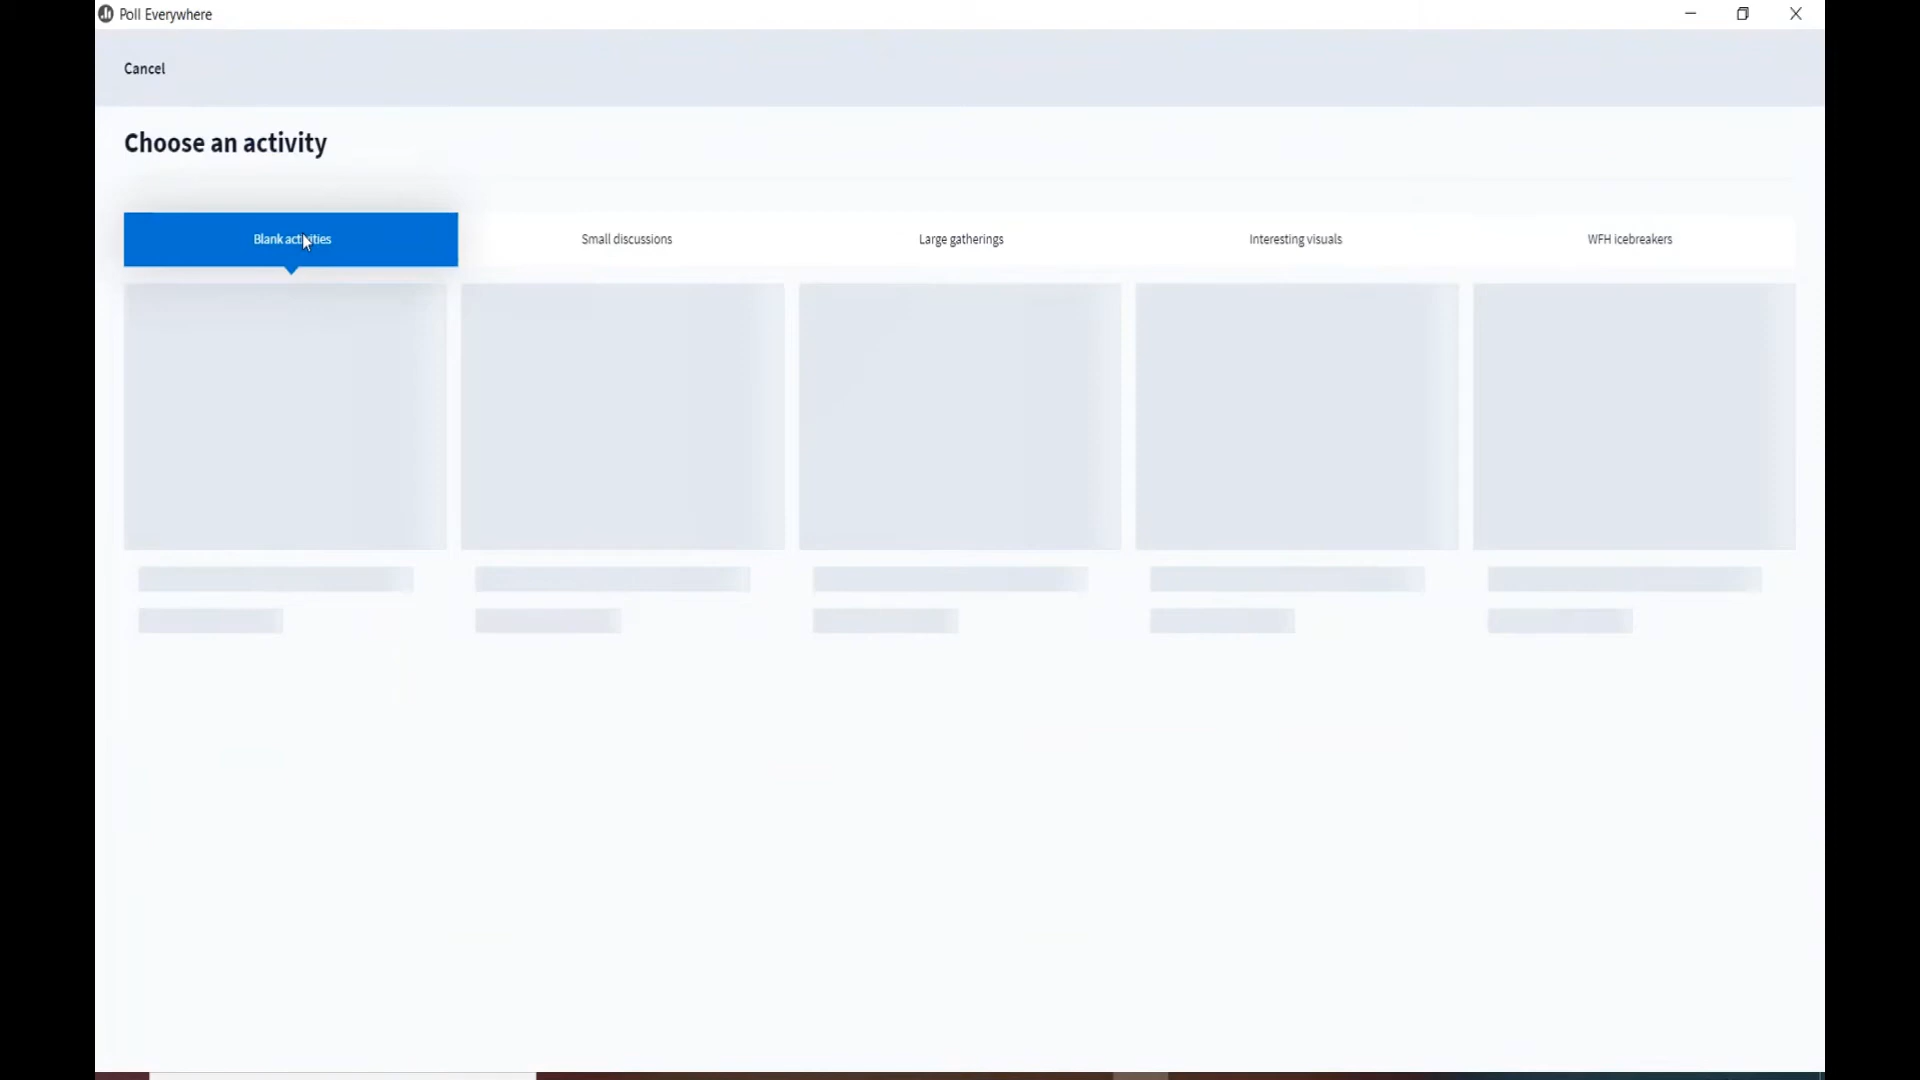 Poll Everywhere
Cancel
Choose an activity
Blank activities
Small discussions
Large gatherings
Interesting visuals
WFH icebreakers